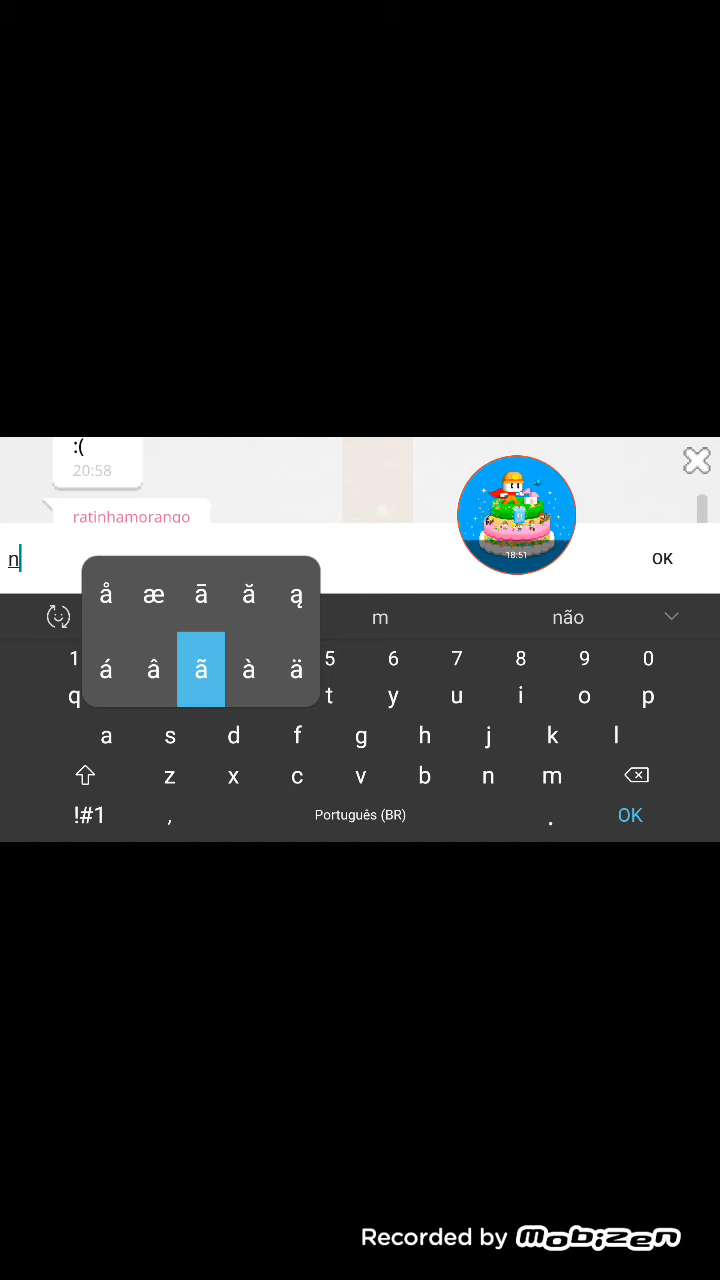 :(
20:58
ratinhamorango
18:51
n
OK
å æ ā ă ą
á â ã à ä
m não
1 5 6 7 8 9 0
q t y u i o p
a s d f g h j k l
z x c v b n m
!#1 , Português (BR) . OK
Recorded by mobizen